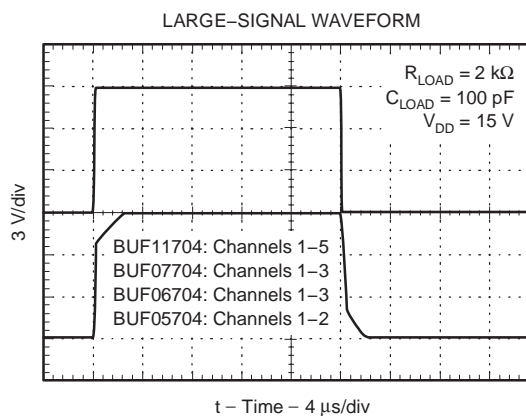 LARGE–SIGNAL WAVEFORM
R_LOAD = 2 kΩ
C_LOAD = 100 pF
V_DD = 15 V
3 V/div
BUF11704: Channels 1–5
BUF07704: Channels 1–3
BUF06704: Channels 1–3
BUF05704: Channels 1–2
t – Time – 4 μs/div